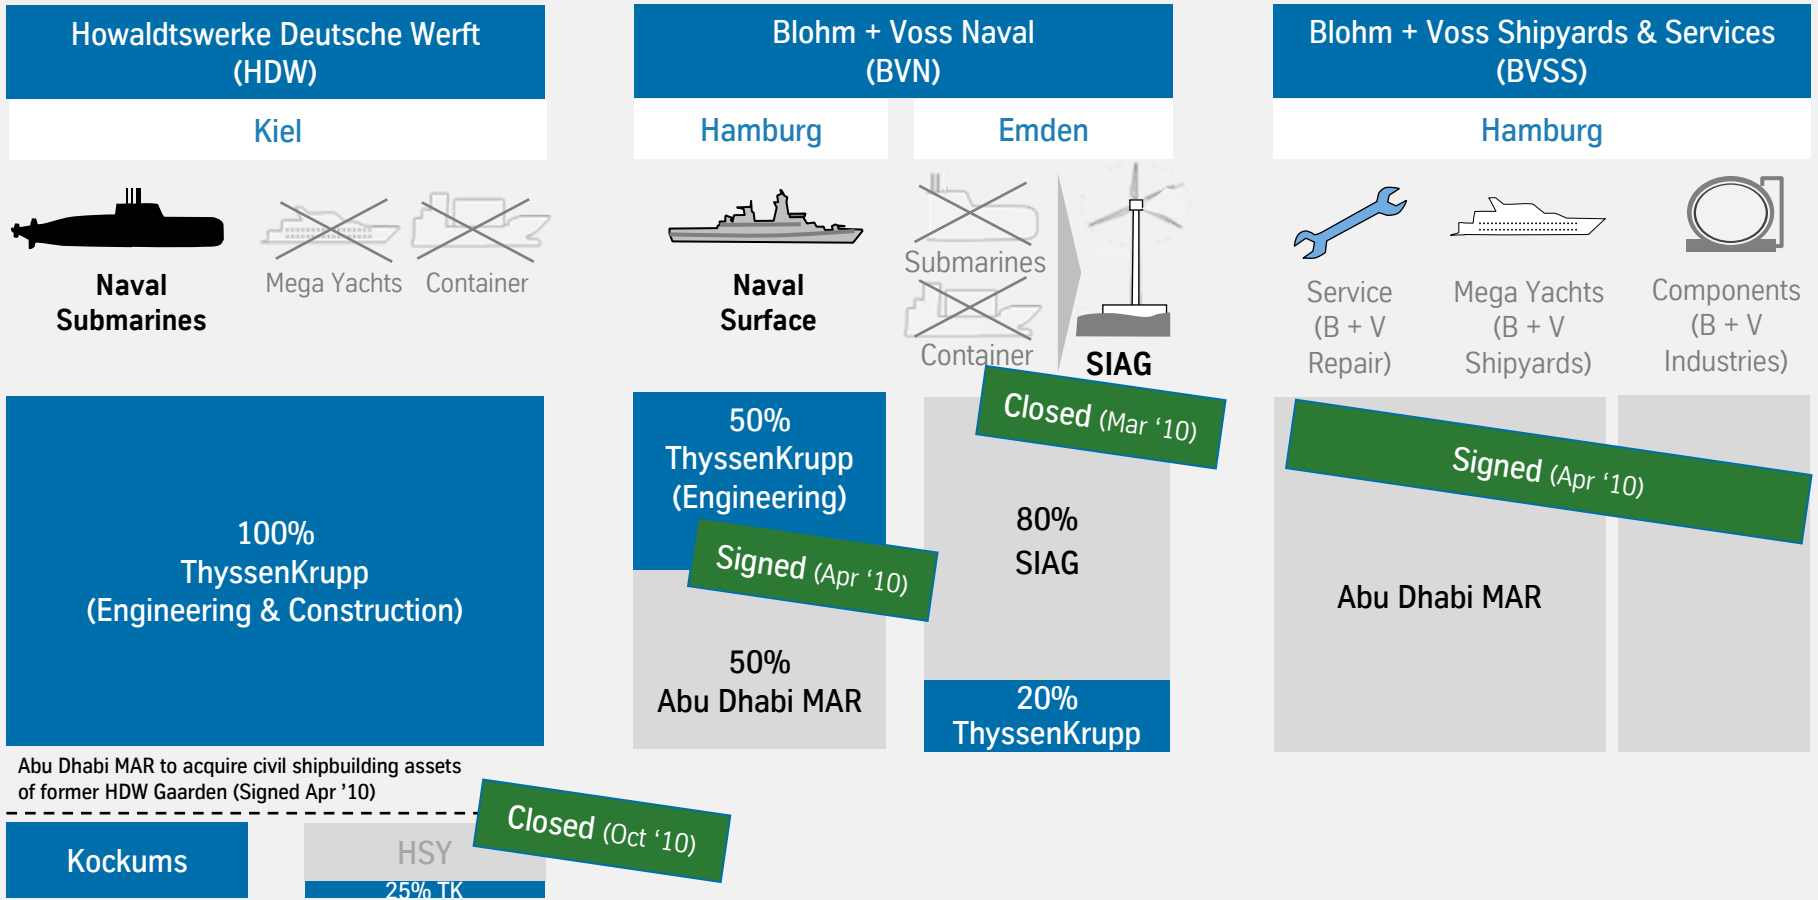 Howaldtswerke Deutsche Werft
(HDW)
Kiel
Naval
Submarines
Mega Yachts
Container
100%
ThyssenKrupp
(Engineering & Construction)
Abu Dhabi MAR to acquire civil shipbuilding assets
of former HDW Gaarden (Signed Apr ’10)
Kockums
HSY
25% TK
Closed (Oct ‘10)
Blohm + Voss Naval
(BVN)
Hamburg
Naval
Surface
50%
ThyssenKrupp
(Engineering)
Signed (Apr ‘10)
50%
Abu Dhabi MAR
Emden
Submarines
Container
SIAG
Closed (Mar ‘10)
80%
SIAG
20%
ThyssenKrupp
Blohm + Voss Shipyards & Services
(BVSS)
Hamburg
Service
(B + V
Repair)
Mega Yachts
(B + V
Shipyards)
Components
(B + V
Industries)
Signed (Apr ‘10)
Abu Dhabi MAR